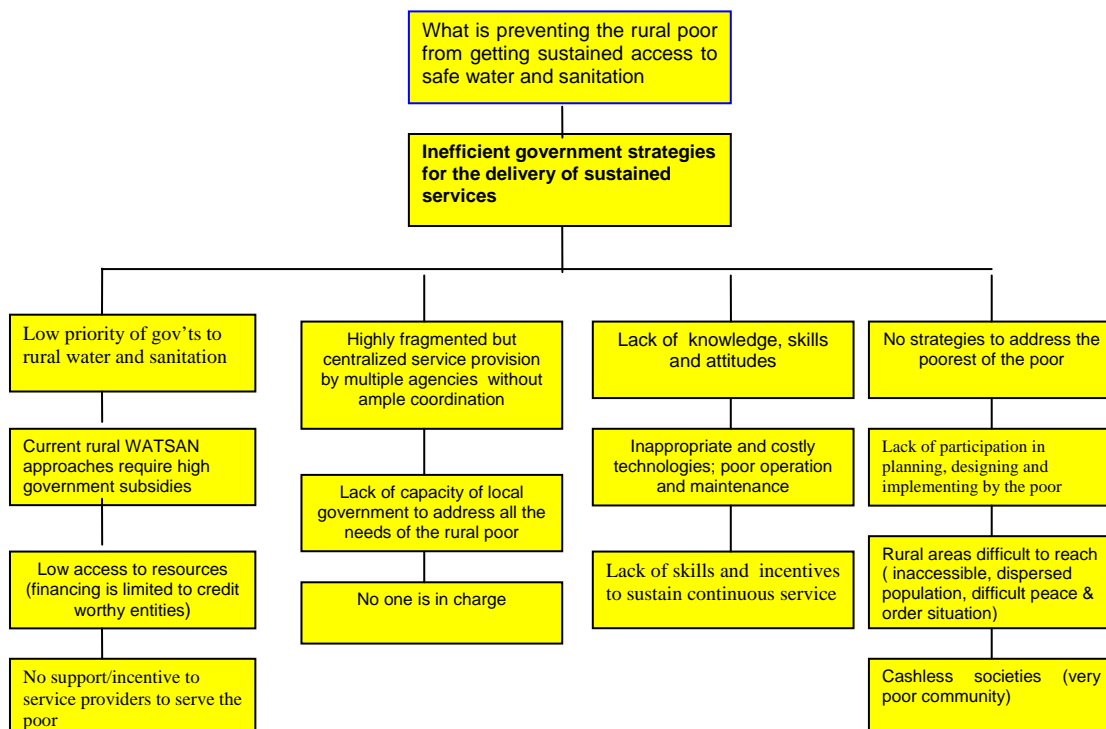 What is preventing the rural poor
from getting sustained access to
safe water and sanitation
Inefficient government strategies
for the delivery of sustained
services
Low priority of gov'ts to
rural water and sanitation
Current rural WATSAN
approaches require high
government subsidies
Low access to resources
(financing is limited to credit
worthy entities)
No support/incentive to
service providers to serve the
poor
Highly fragmented but
centralized service provision
by multiple agencies without
ample coordination
Lack of capacity of local
government to address all the
needs of the rural poor
No one is in charge
Lack of knowledge, skills
and attitudes
Inappropriate and costly
technologies; poor operation
and maintenance
Lack of skills and incentives
to sustain continuous service
No strategies to address the
poorest of the poor
Lack of participation in
planning, designing and
implementing by the poor
Rural areas difficult to reach
( inaccessible, dispersed
population, difficult peace &
order situation)
Cashless societies (very
poor community)